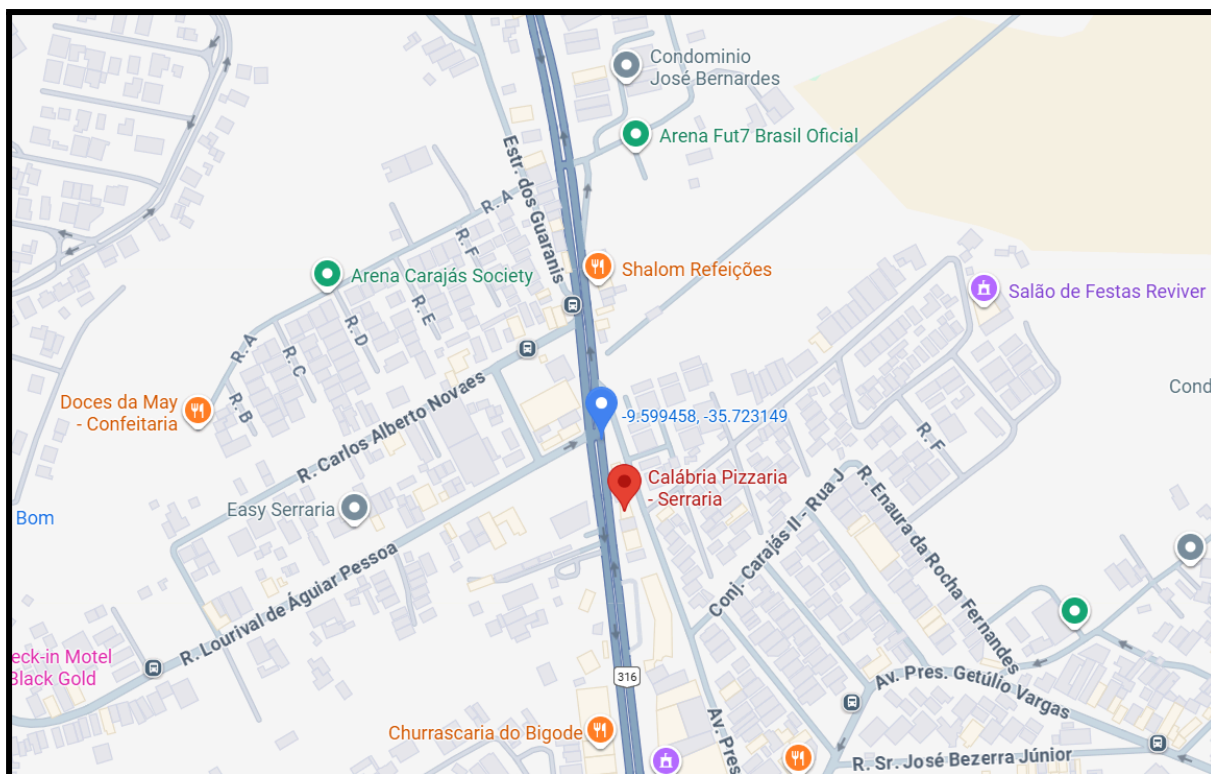 Condominio
José Bernardes
Arena Fut7 Brasil Oficial
Estr. dos Guaranis
R. A
R. F
Shalom Refeições
Arena Carajás Society
Salão de Festas Reviver
R. E
R. D
R. A
R. C
R. B
Doces da May
- Confeitaria
Cond
R. Carlos Alberto Novaes
-9.599458, -35.723149
R. F
Calábria Pizzaria
- Serraria
Easy Serraria
Bom
Conj. Carajás II - Rua J
R. Enaura da Rocha Fernandes
R. Lourival de Águiar Pessoa
eck-in Motel
Black Gold
316
Av. Pres. Getúlio Vargas
Churrascaria do Bigode
Av. Pres
R. Sr. José Bezerra Júnior